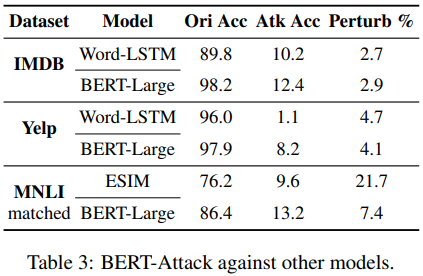 Dataset Model Ori Acc Atk Acc Perturb %
IMDB Word-LSTM 89.8 10.2 2.7
BERT-Large 98.2 12.4 2.9
Yelp Word-LSTM 96.0 1.1 4.7
BERT-Large 97.9 8.2 4.1
MNLI ESIM 76.2 9.6 21.7
matched BERT-Large 86.4 13.2 7.4
Table 3: BERT-Attack against other models.